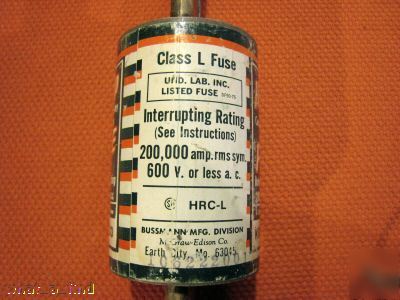 Class L Fuse
UND. LAB. INC.
LISTED FUSE
Interrupting Rating
(See Instructions)
200,000 amp.rms sym.
600 v. or less a. c.
HRC-L
BUSSMANN MFG. DIVISION
McGraw-Edison Co.
Earth City, Mo. 63045
what_a_find